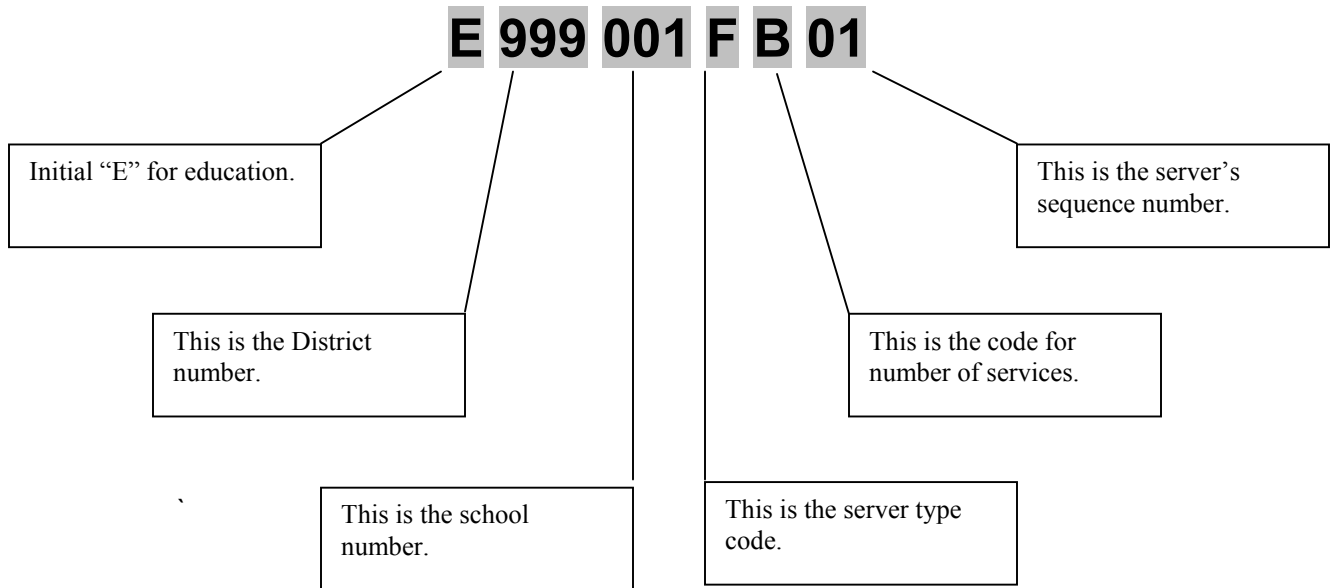 E 999 001 F B 01
Initial “E” for education.
This is the server’s
sequence number.
This is the District
number.
This is the code for
number of services.
`
This is the school
number.
This is the server type
code.